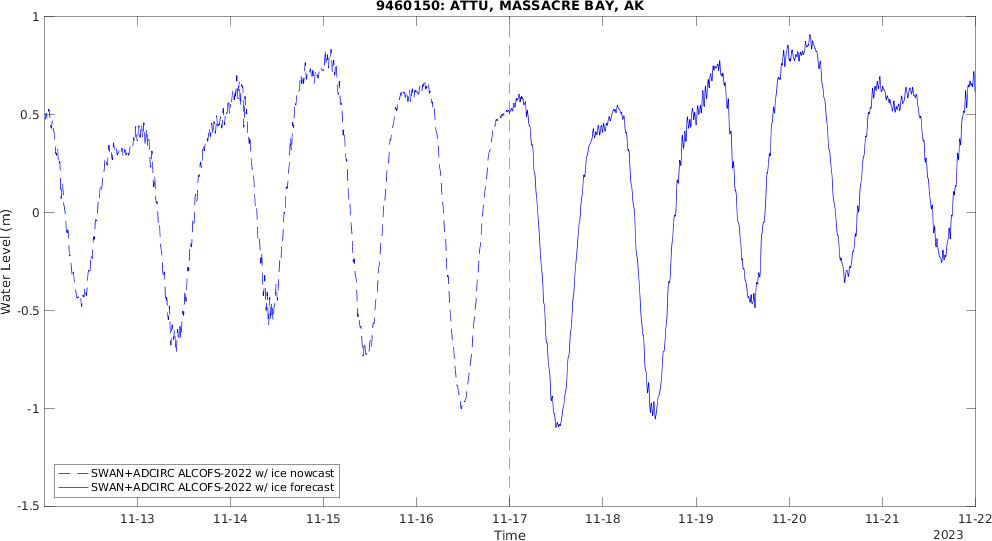 9460150: ATTU, MASSACRE BAY, AK
1
0.5
0
-0.5
-1
-1.5
Water Level (m)
SWAN+ADCIRC ALCOFS-2022 w/ ice nowcast
SWAN+ADCIRC ALCOFS-2022 w/ ice forecast
11-13 11-14 11-15 11-16 11-17 11-18 11-19 11-20 11-21 11-22
Time
2023